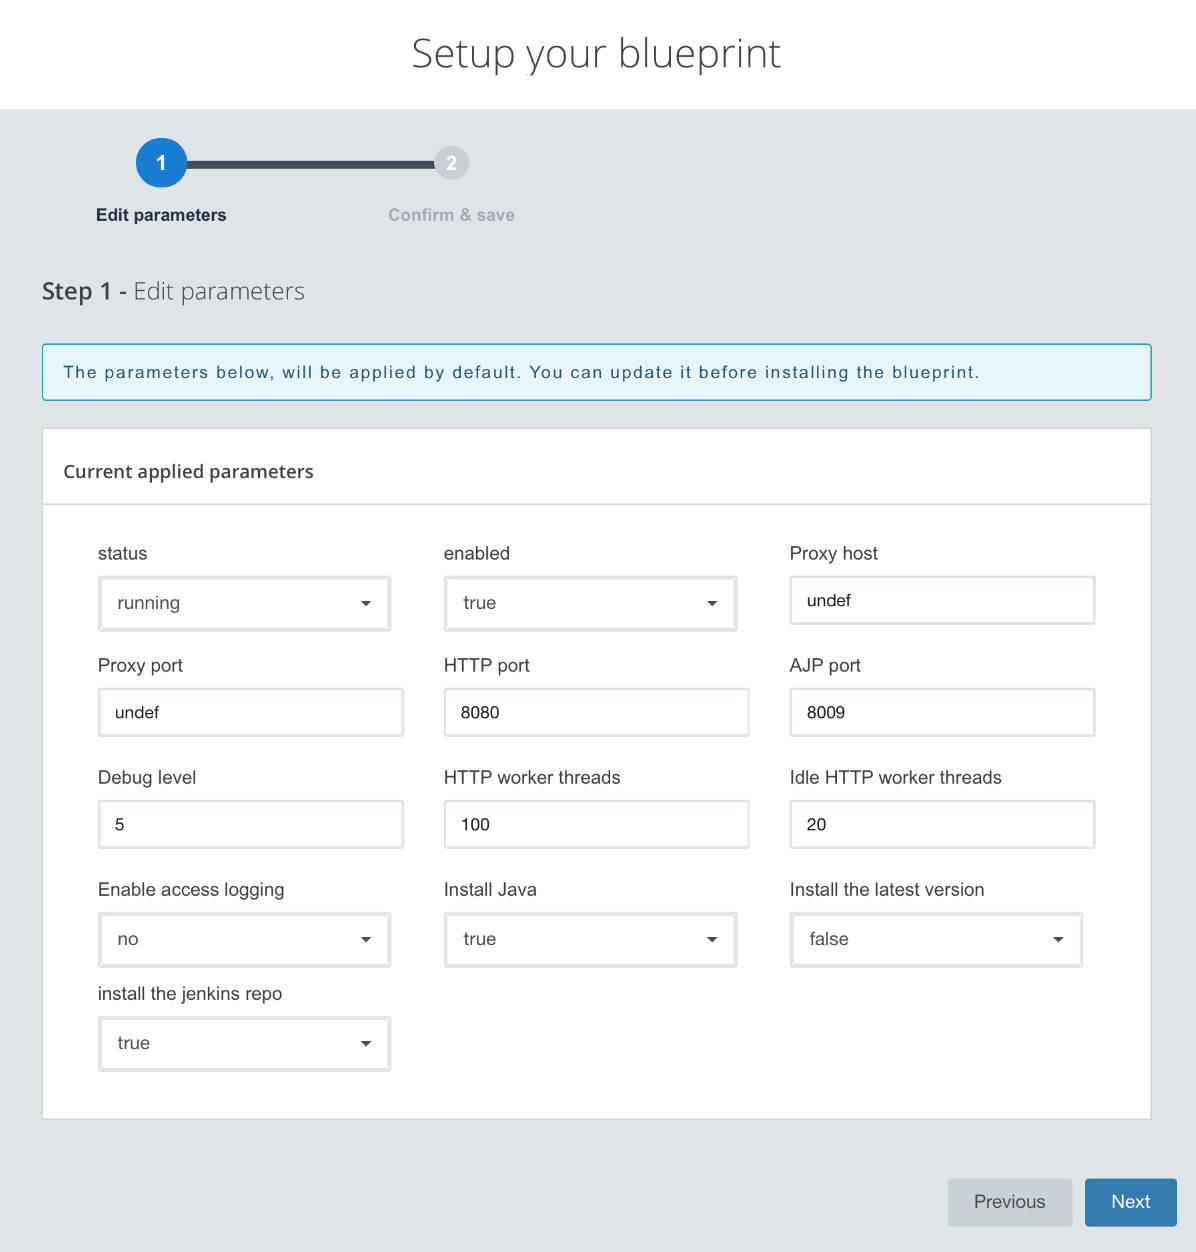 Setup your blueprint
1
2
Edit parameters
Confirm & save
Step 1 - Edit parameters
The parameters below, will be applied by default. You can update it before installing the blueprint.
Current applied parameters
status
enabled
Proxy host
running
true
undef
Proxy port
HTTP port
AJP port
undef
8080
8009
Debug level
HTTP worker threads
Idle HTTP worker threads
5
100
20
Enable access logging
Install Java
Install the latest version
no
true
false
install the jenkins repo
true
Previous
Next